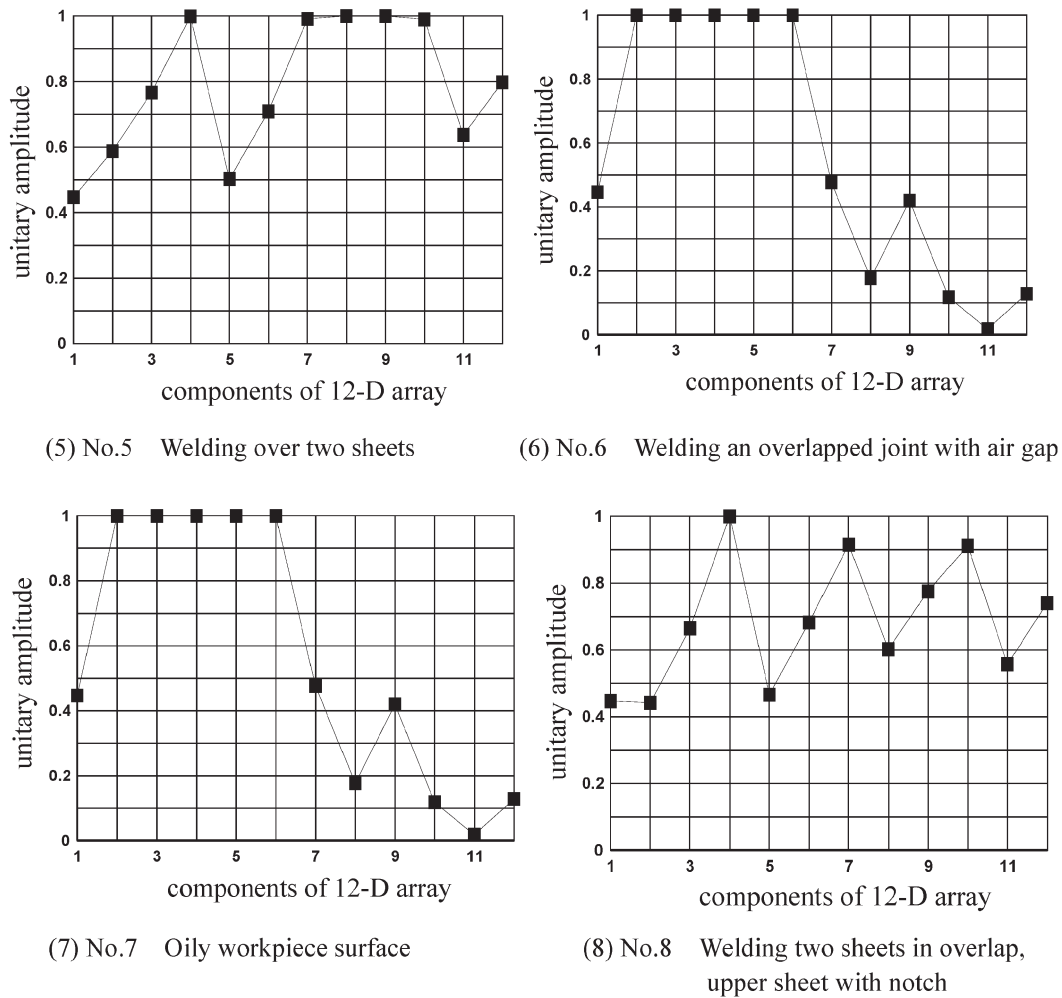 unitary amplitude
1
0.8
0.6
0.4
0.2
0
1 3 5 7 9 11
components of 12-D array
(5) No.5 Welding over two sheets
unitary amplitude
1
0.8
0.6
0.4
0.2
0
1 3 5 7 9 11
components of 12-D array
(6) No.6 Welding an overlapped joint with air gap
unitary amplitude
1
0.8
0.6
0.4
0.2
0
1 3 5 7 9 11
components of 12-D array
(7) No.7 Oily workpiece surface
unitary amplitude
1
0.8
0.6
0.4
0.2
0
1 3 5 7 9 11
components of 12-D array
(8) No.8 Welding two sheets in overlap,
upper sheet with notch